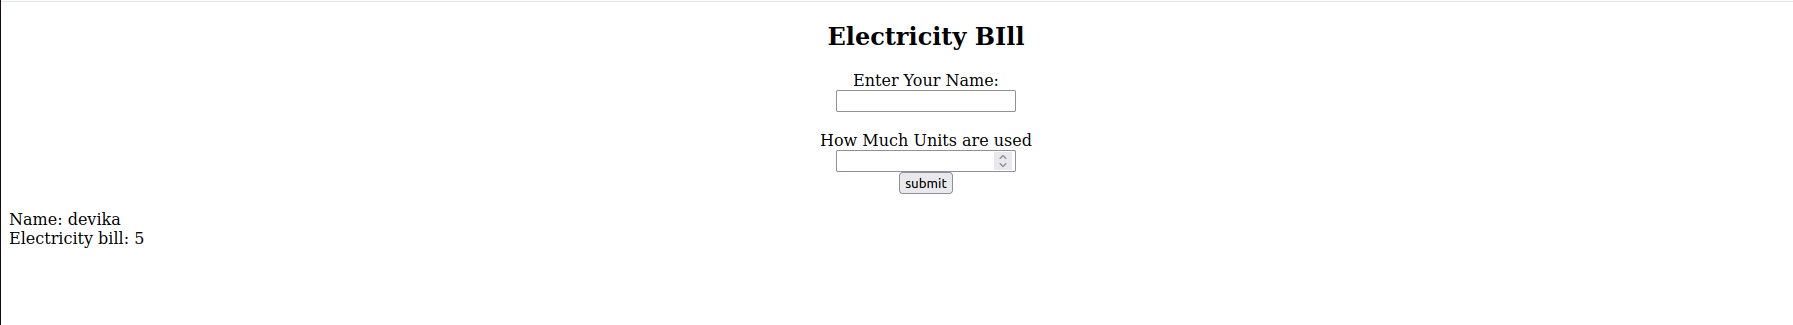 Electricity BIll
Enter Your Name:
How Much Units are used
submit
Name: devika
Electricity bill: 5